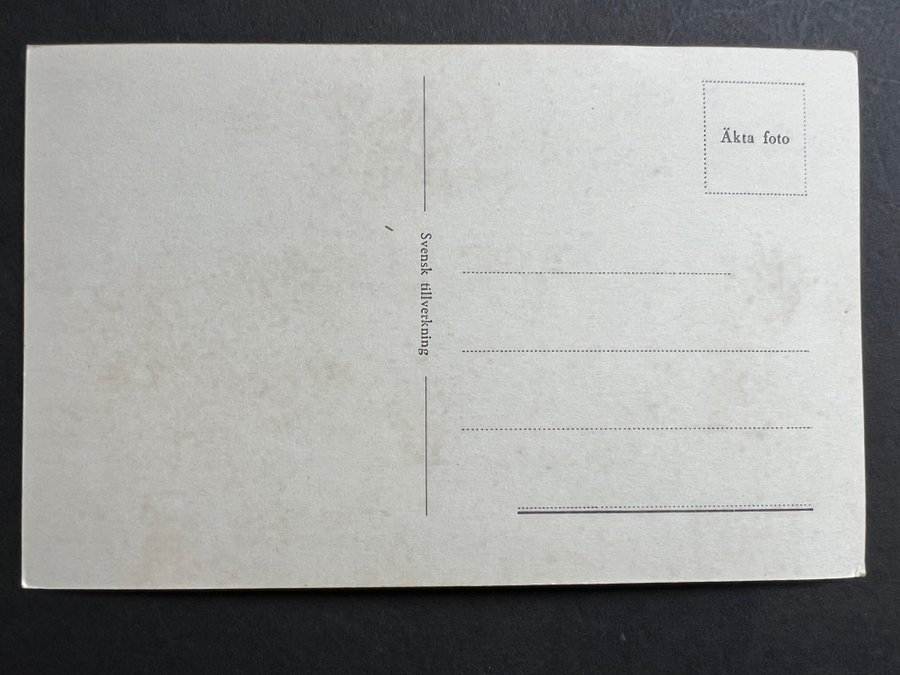 Äkta foto
Svensk tillverkning